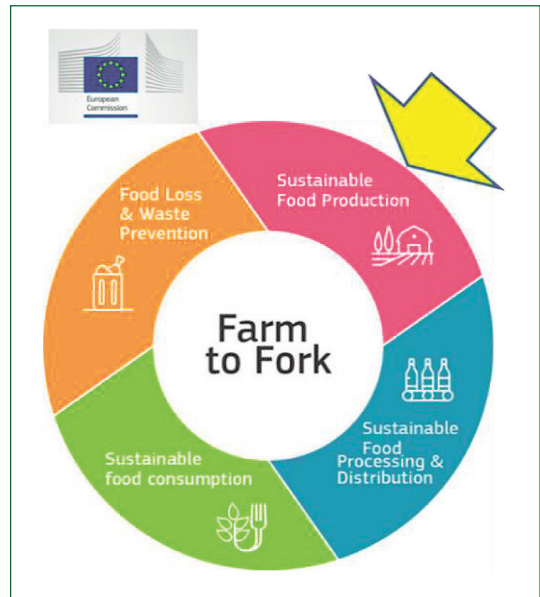 European
Commission
Food Loss
& Waste
Prevention
Sustainable
Food Production
Farm
to Fork
Sustainable
Food
Processing &
Distribution
Sustainable
food consumption